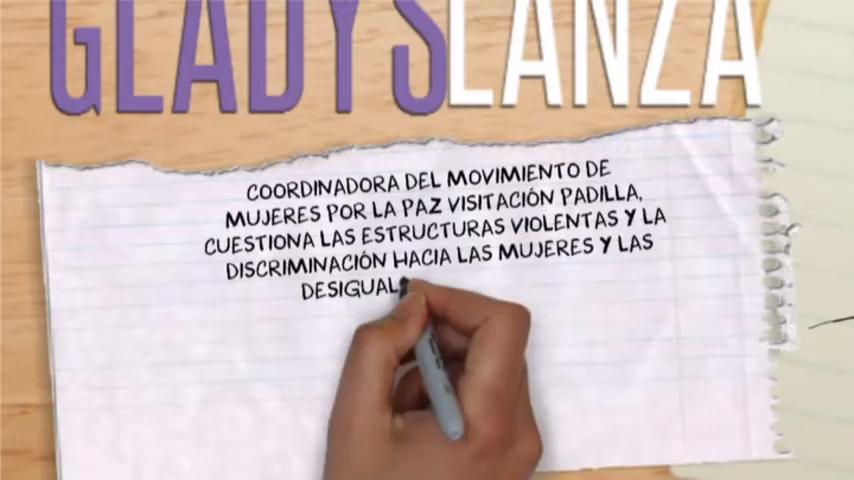 GLADYS LANZA
COORDINADORA DEL MOVIMIENTO DE
MUJERES POR LA PAZ VISITACIÓN PADILLA,
CUESTIONA LAS ESTRUCTURAS VIOLENTAS Y LA
DISCRIMINACIÓN HACIA LAS MUJERES Y LAS
DESIGUAL